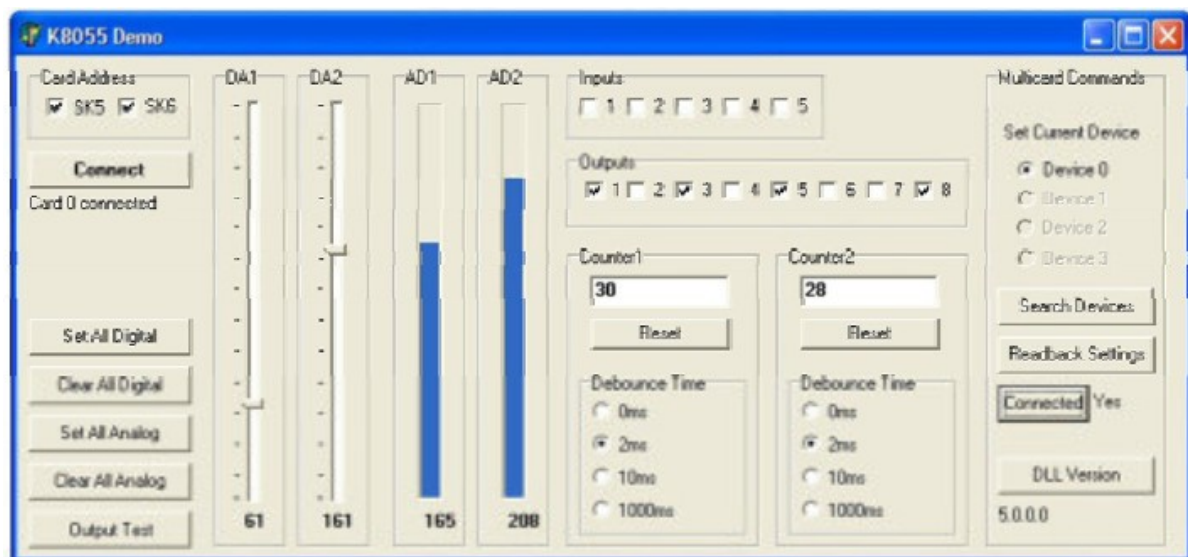 K8055 Demo
Card Address
SK5 SK6
Connect
Card 0 connected
Set All Digital
Clear All Digital
Set All Analog
Clear All Analog
Output Test
DA1
61
DA2
161
AD1
165
AD2
208
Inputs
1 2 3 4 5
Outputs
1 2 3 4 5 6 7 8
Counter1
30
Reset
Debounce Time
0ms
2ms
10ms
1000ms
Counter2
28
Reset
Debounce Time
0ms
2ms
10ms
1000ms
Multicard Commands
Set Current Device
Device 0
Device 1
Device 2
Device 3
Search Devices
Readback Settings
Connected Yes
DLL Version
5.0.0.0